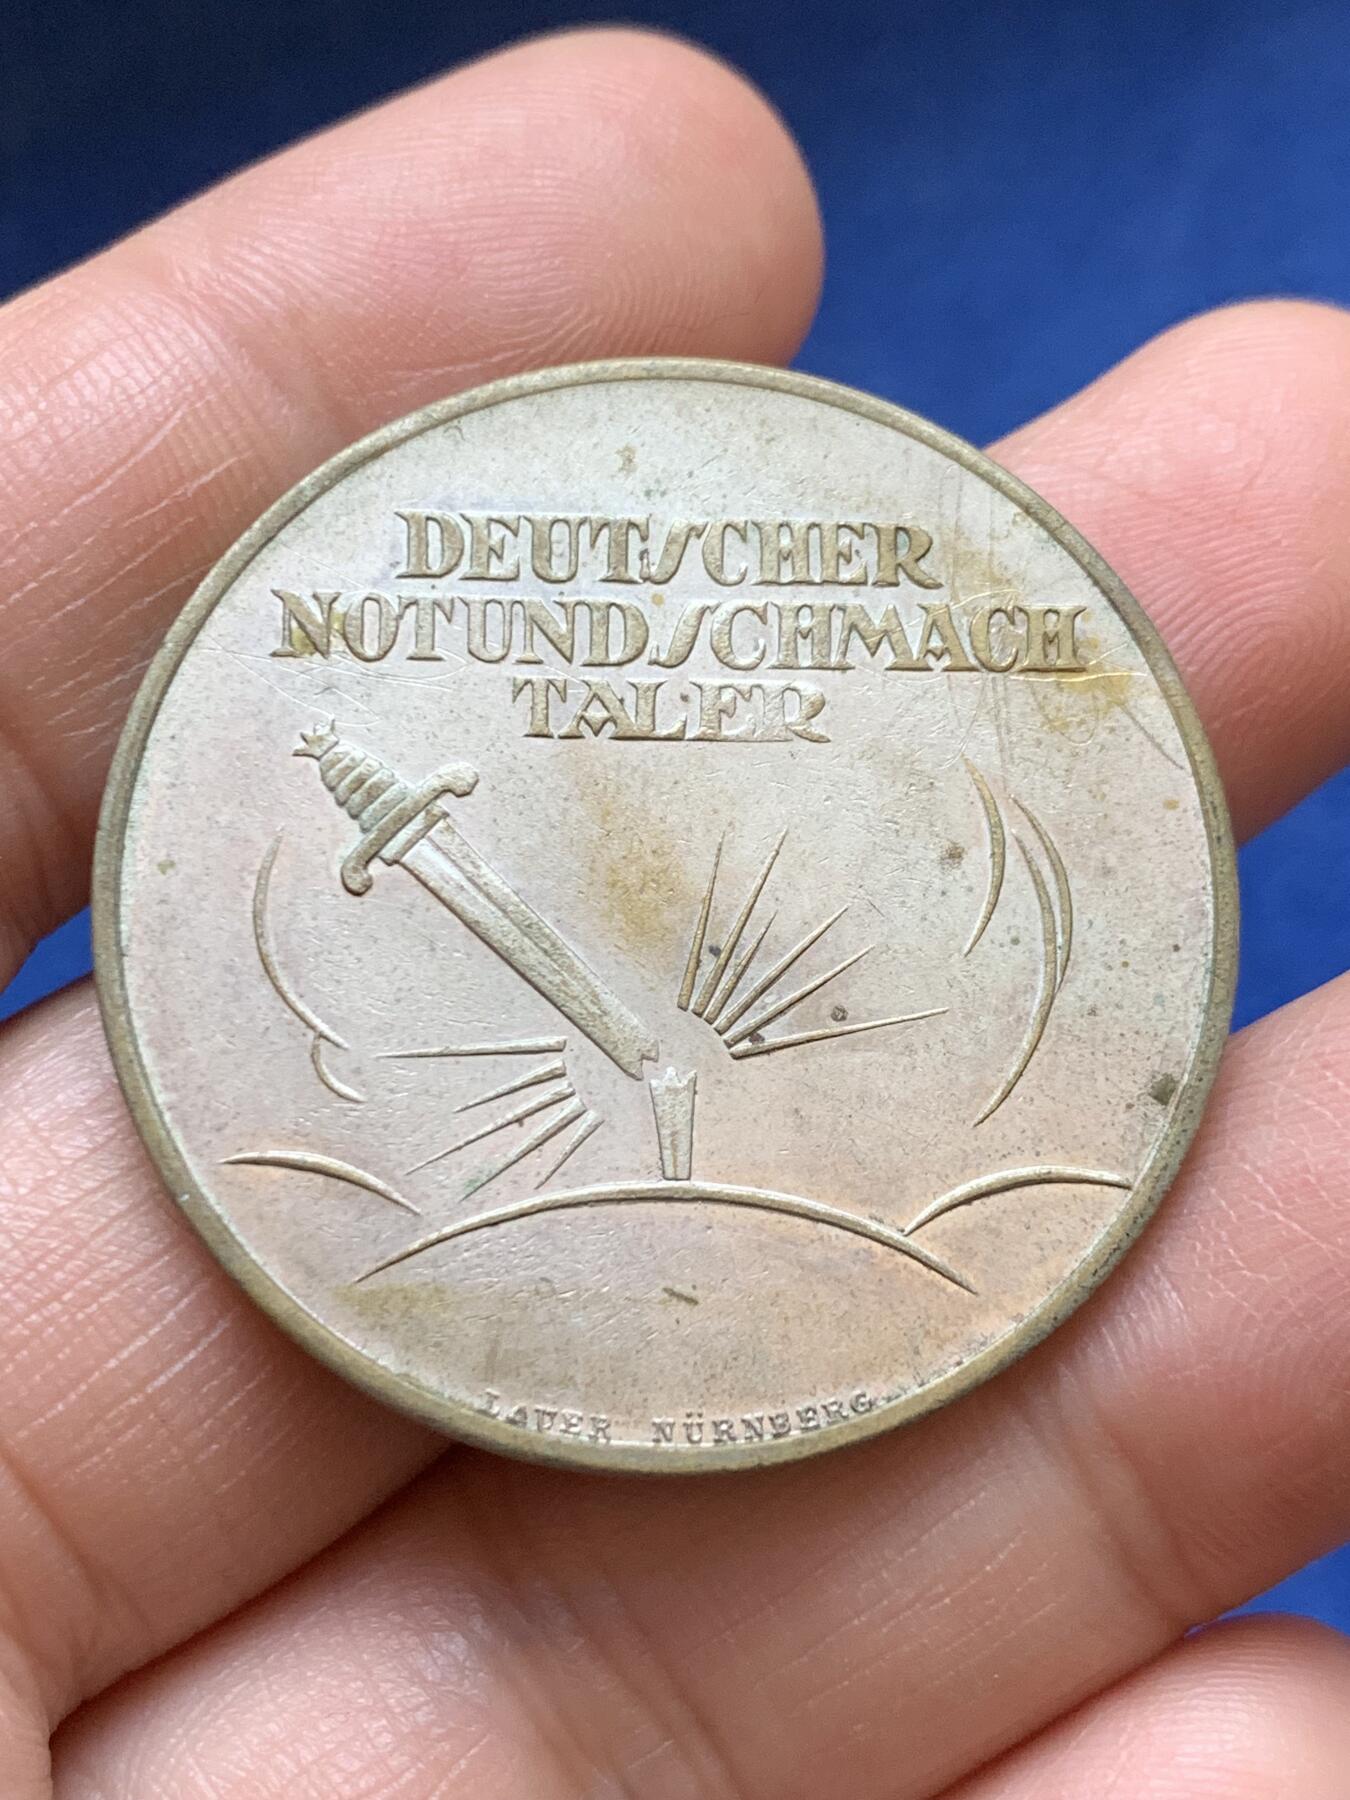 DEUTSCHER
NOTUNDSCHMACH
TALER
LAUER NÜRNBERG